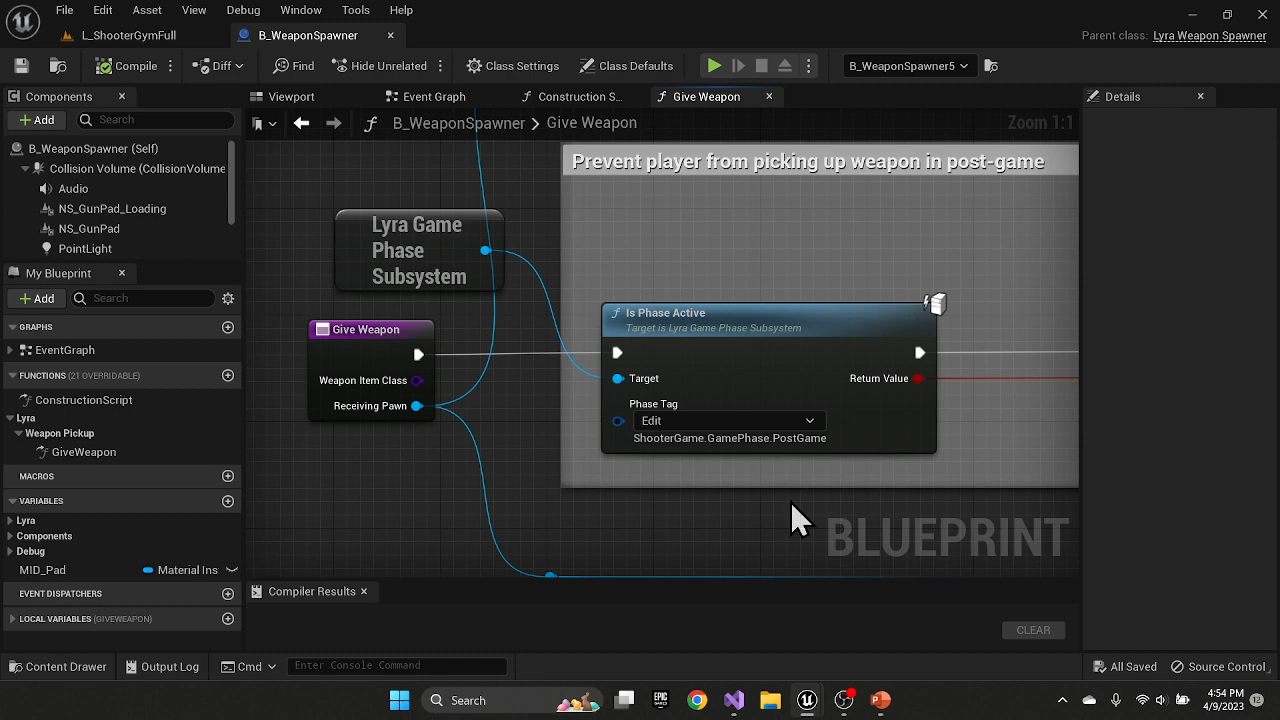 File Edit Asset View Debug Window Tools Help
L_ShooterGymFull
B_WeaponSpawner
Parent class: Lyra Weapon Spawner
Compile
Diff
Find
Hide Unrelated
Class Settings
Class Defaults
B_WeaponSpawner5
Components
Viewport
Event Graph
Construction S...
Give Weapon
Details
Add
Search
B_WeaponSpawner > Give Weapon
Zoom 1:1
B_WeaponSpawner (Self)
Collision Volume (CollisionVolume
Audio
NS_GunPad_Loading
NS_GunPad
PointLight
Prevent player from picking up weapon in post-game
Lyra Game
Phase
Subsystem
My Blueprint
Add
Search
GRAPHS
EventGraph
FUNCTIONS (21 OVERRIDABLE)
ConstructionScript
Lyra
Weapon Pickup
GiveWeapon
MACROS
VARIABLES
Lyra
Components
Debug
MID_Pad
Material Ins
EVENT DISPATCHERS
LOCAL VARIABLES (GIVEWEAPON)
Give Weapon
Weapon Item Class
Receiving Pawn
Is Phase Active
Target is Lyra Game Phase Subsystem
Target
Return Value
Phase Tag
Edit
ShooterGame.GamePhase.PostGame
BLUEPRINT
Compiler Results
CLEAR
Content Drawer
Output Log
Cmd
Enter Console Command
All Saved
Source Control
Search
EPIC GAMES
4:54 PM
4/9/2023
12